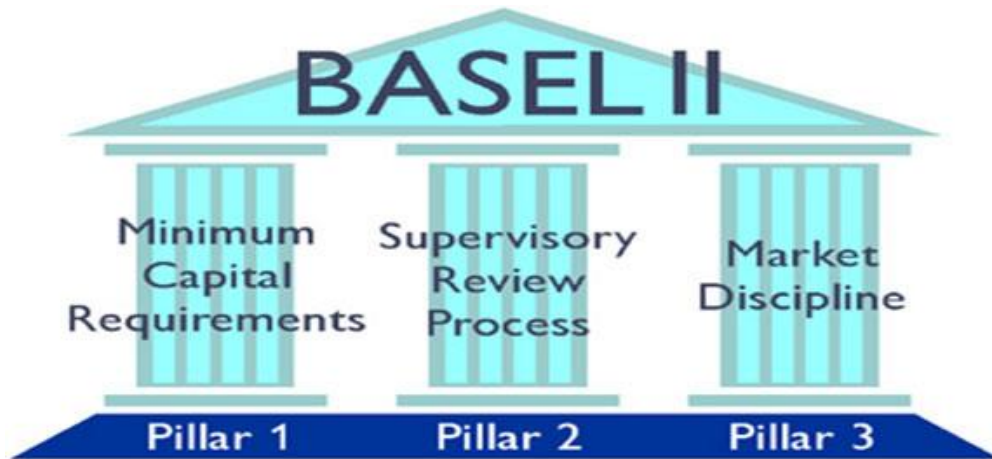 BASEL II
Minimum
Capital
Requirements
Supervisory
Review
Process
Market
Discipline
Pillar 1
Pillar 2
Pillar 3